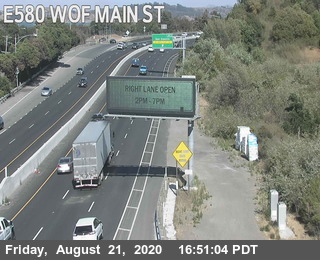 E580 WOF MAIN ST
RIGHT LANE OPEN
2PM - 7PM
Friday, August 21, 2020 16:51:04 PDT